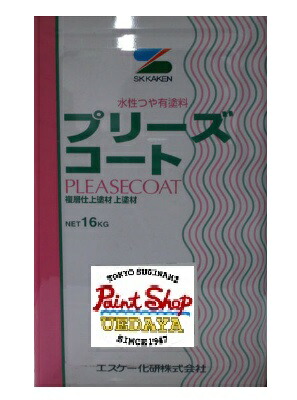 SK KAKEN
水性つや有塗料
プリーズ
コート
PLEASECOAT
複層仕上塗材 上塗材
NET 16KG
TOKYO SUGINAMI
Paint Shop
UEDAYA
SINCE 1947
エスケー化研株式会社